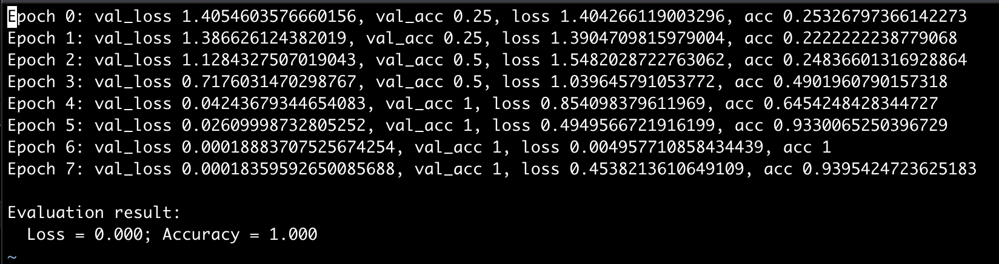 Epoch 0: val_loss 1.4054603576660156, val_acc 0.25, loss 1.404266119003296, acc 0.25326797366142273
Epoch 1: val_loss 1.386626124382019, val_acc 0.25, loss 1.3904709815979004, acc 0.2222222238779068
Epoch 2: val_loss 1.1284327507019043, val_acc 0.5, loss 1.5482028722763062, acc 0.24836601316928864
Epoch 3: val_loss 0.7176031470298767, val_acc 0.5, loss 1.039645791053772, acc 0.4901960790157318
Epoch 4: val_loss 0.04243679344654083, val_acc 1, loss 0.854098379611969, acc 0.6454248428344727
Epoch 5: val_loss 0.02609998732805252, val_acc 1, loss 0.4949566721916199, acc 0.9330065250396729
Epoch 6: val_loss 0.00018883707525674254, val_acc 1, loss 0.004957710858434439, acc 1
Epoch 7: val_loss 0.00018359592650085688, val_acc 1, loss 0.4538213610649109, acc 0.9395424723625183
Evaluation result:
Loss = 0.000; Accuracy = 1.000
~